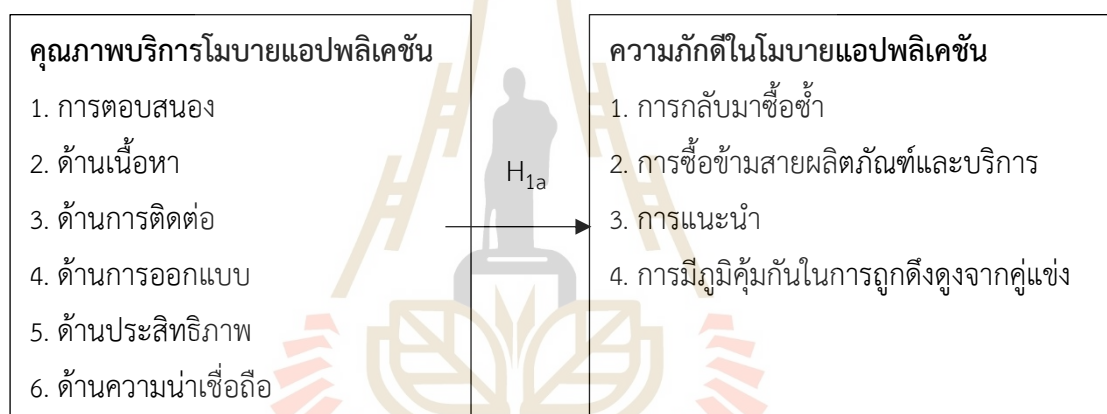 คุณภาพบริการโมบายแอปพลิเคชัน
1. การตอบสนอง
2. ด้านเนื้อหา
3. ด้านการติดต่อ
4. ด้านการออกแบบ
5. ด้านประสิทธิภาพ
6. ด้านความน่าเชื่อถือ
H1a
ความภักดีในโมบายแอปพลิเคชัน
1. การกลับมาซื้อซ้ำ
2. การซื้อข้ามสายผลิตภัณฑ์และบริการ
3. การแนะนำ
4. การมีภูมิคุ้มกันในการถูกดึงดูงจากคู่แข่ง